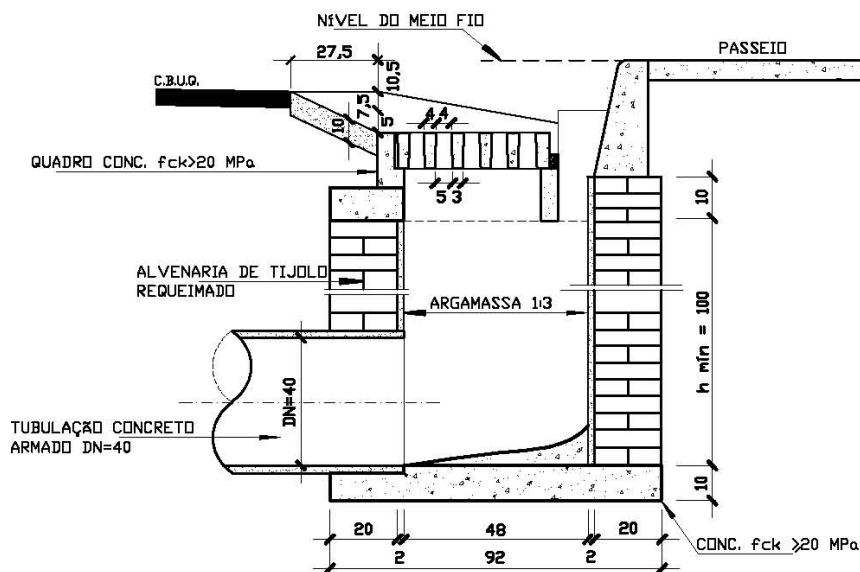 NíVEL DO MEIO FIO
PASSEIO
27,5
C.B.U.Q.
10,5
7,5
10
5
4 4
QUADRO CONC. fck>20 MPa
5 3
10
ALVENARIA DE TIJOLO
REQUEIMADO
ARGAMASSA 1:3
h mín = 100
DN=40
TUBULAÇÃO CONCRETO
ARMADO DN=40
10
20 48 20
2 2
92
CONC. fck >20 MPa